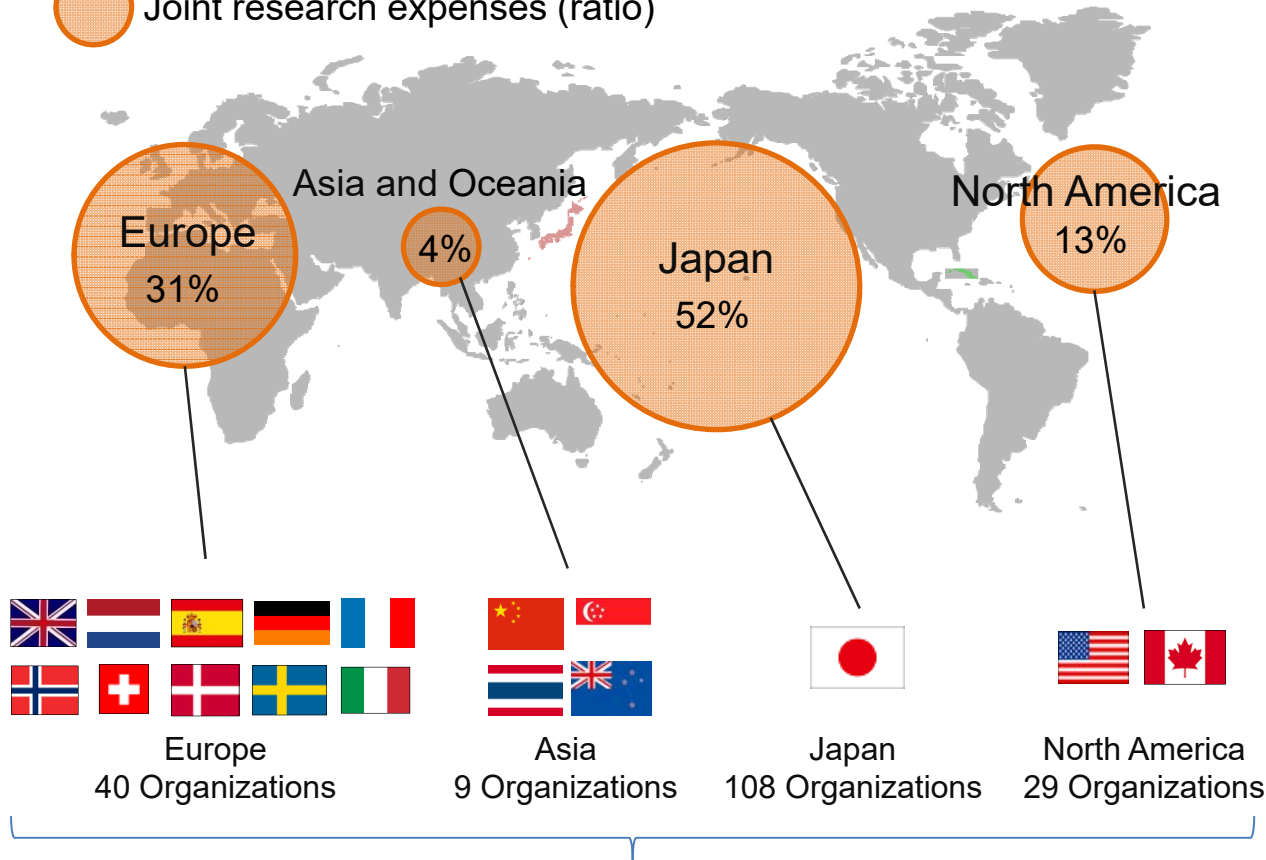 Joint research expenses (ratio)
Asia and Oceania
North America
Europe
4%
13%
Japan
31%
52%
Europe
40 Organizations
Asia
9 Organizations
Japan
108 Organizations
North America
29 Organizations